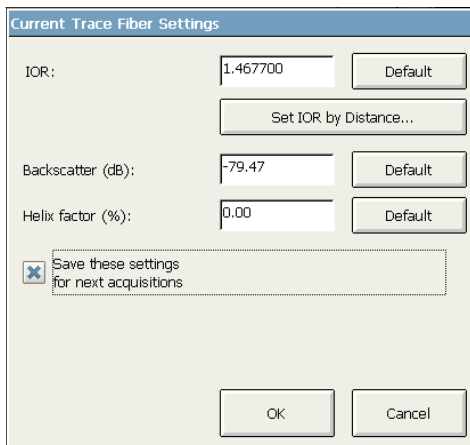 Current Trace Fiber Settings
IOR: 1.467700 Default
Set IOR by Distance...
Backscatter (dB): -79.47 Default
Helix factor (%): 0.00 Default
Save these settings
for next acquisitions
OK Cancel